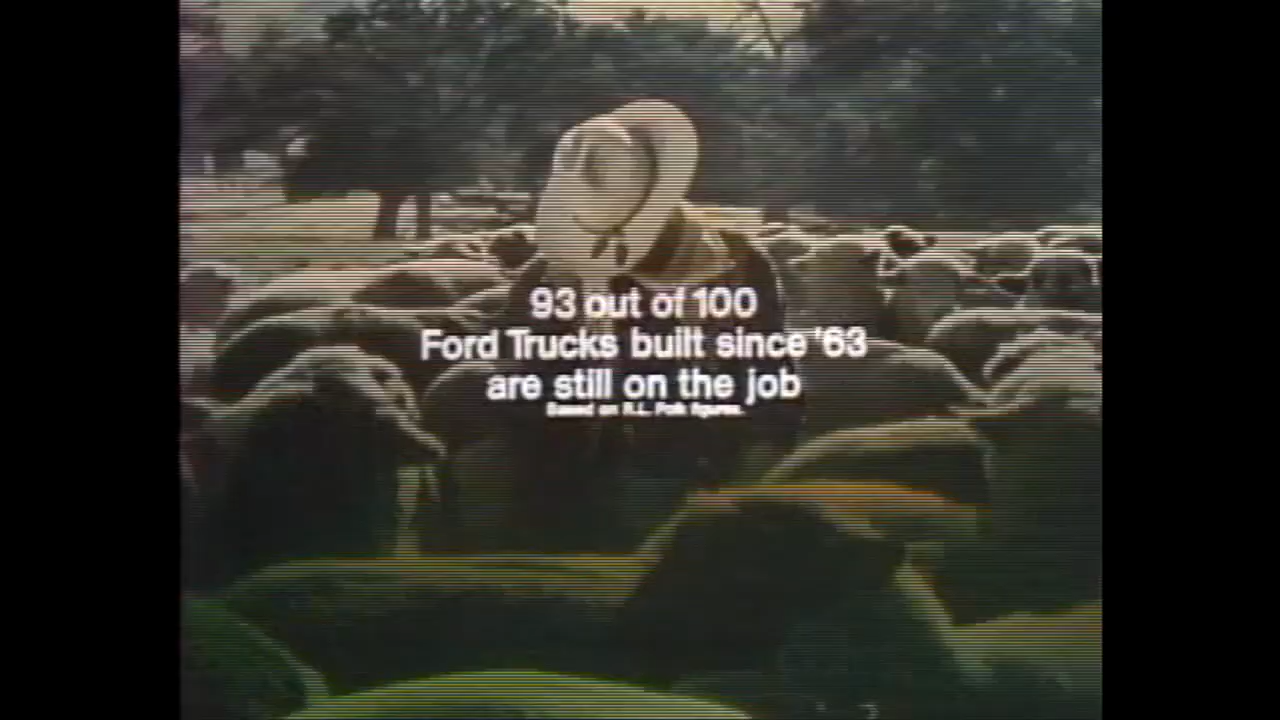 93 out of 100
Ford Trucks built since '63
are still on the job
Based on R.L. Polk figures.